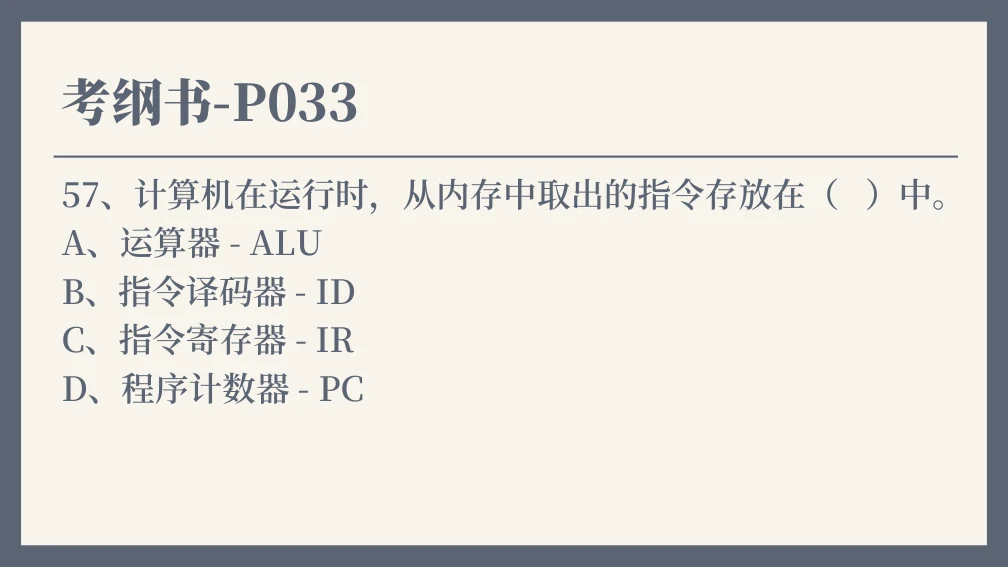 考纲书-P033
57、计算机在运行时，从内存中取出的指令存放在（  ）中。
A、运算器 - ALU
B、指令译码器 - ID
C、指令寄存器 - IR
D、程序计数器 - PC